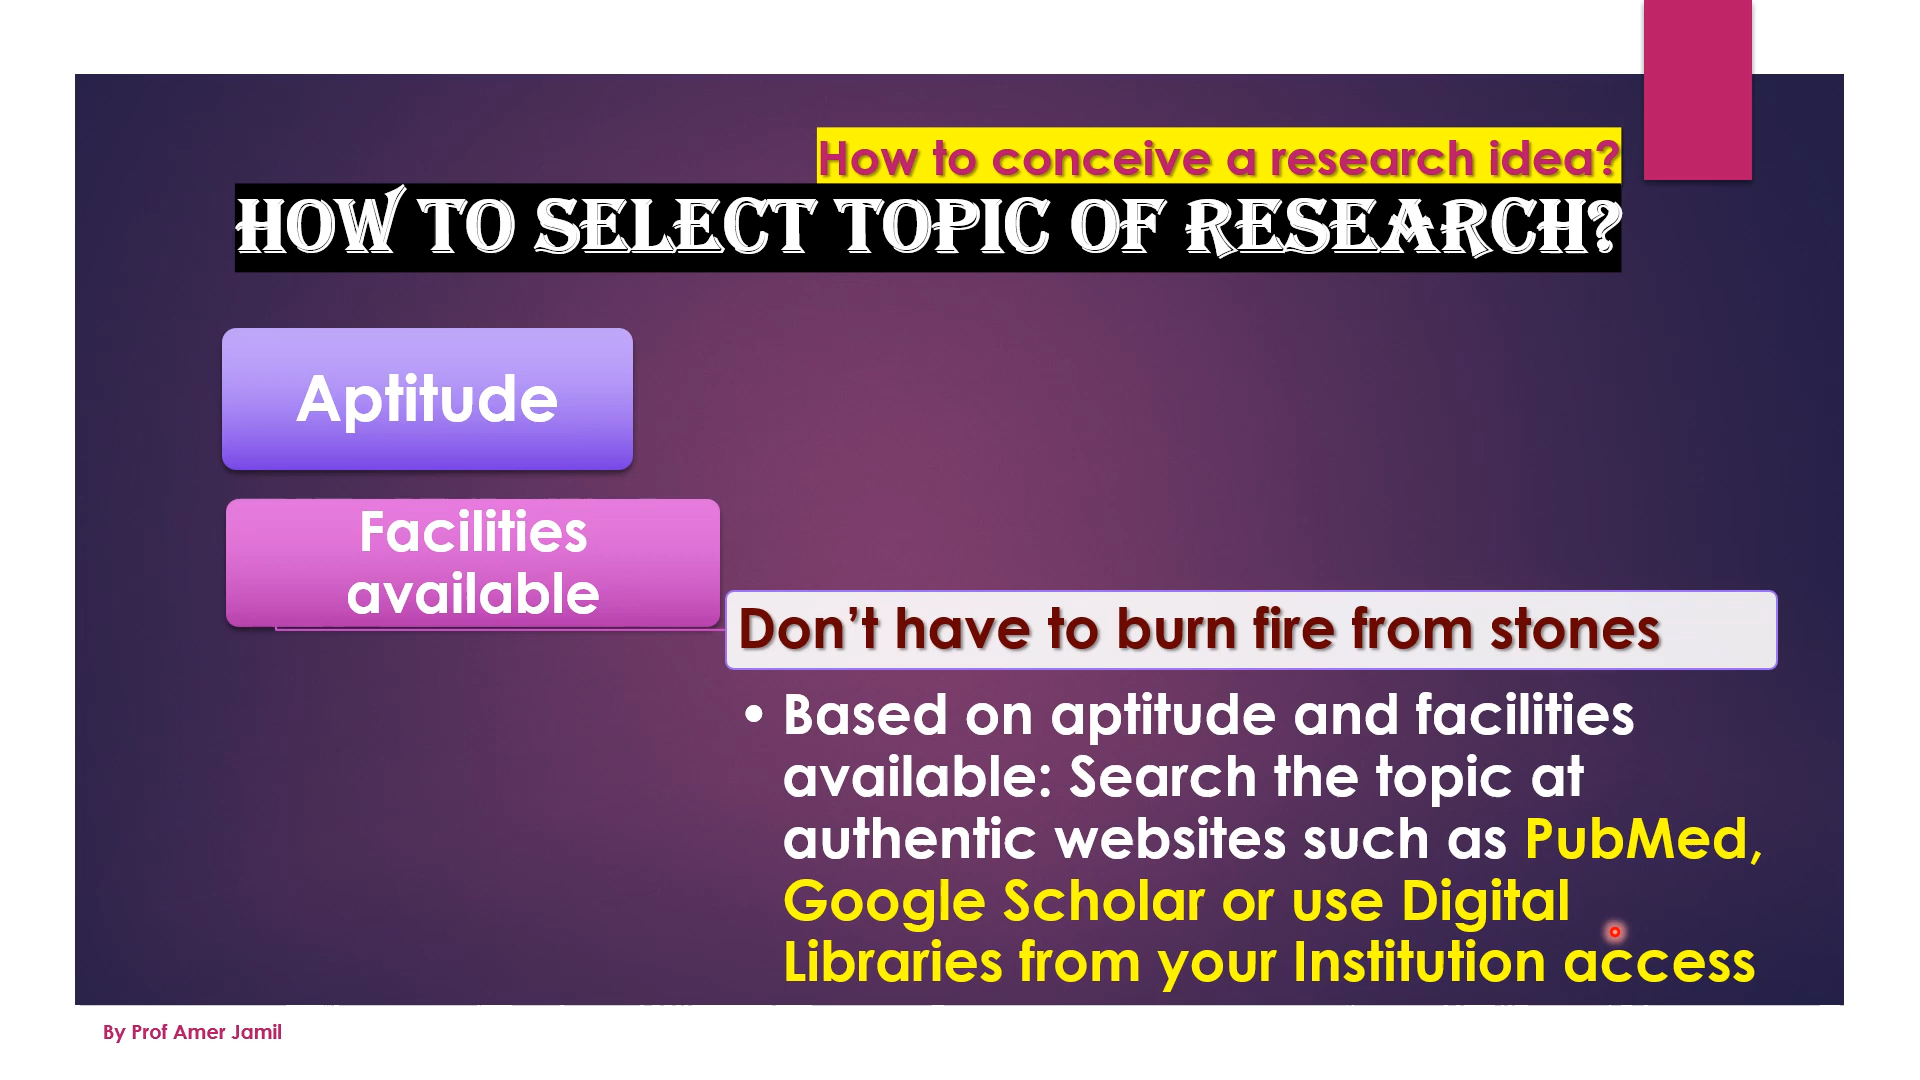 How to conceive a research idea?
HOW TO SELECT TOPIC OF RESEARCH?
Aptitude
Facilities
available
Don’t have to burn fire from stones
• Based on aptitude and facilities
available: Search the topic at
authentic websites such as PubMed,
Google Scholar or use Digital
Libraries from your Institution access
By Prof Amer Jamil